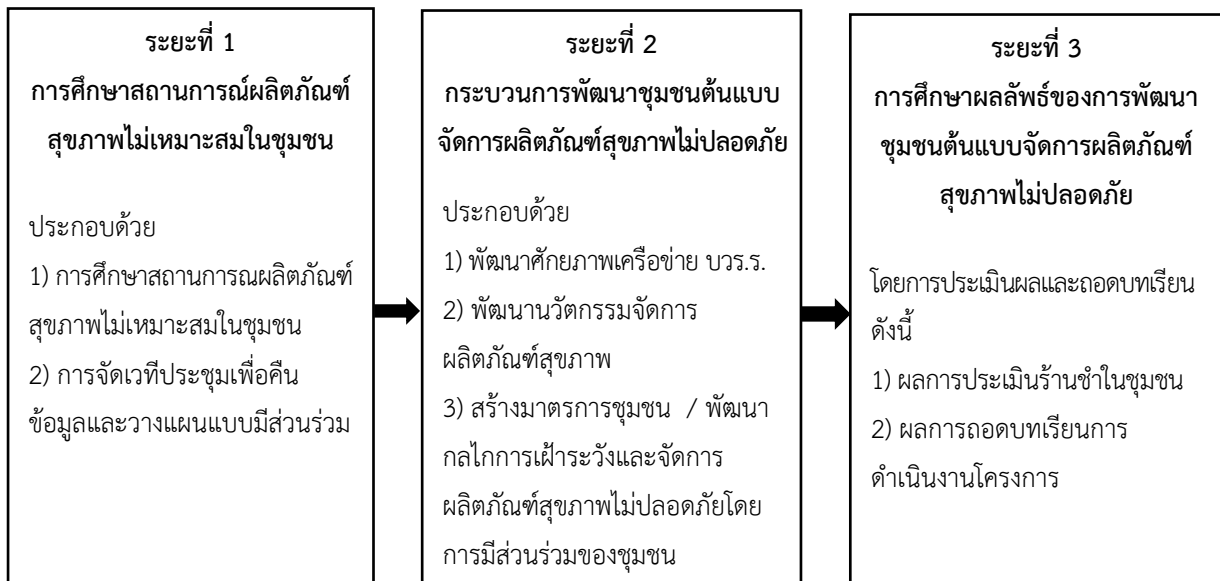 ระยะที่ 1
การศึกษาสถานการณ์ผลิตภัณฑ์
สุขภาพไม่เหมาะสมในชุมชน
ประกอบด้วย
1) การศึกษาสถานการณผลิตภัณฑ์
สุขภาพไม่เหมาะสมในชุมชน
2) การจัดเวทีประชุมเพื่อคืน
ข้อมูลและวางแผนแบบมีส่วนร่วม
ระยะที่ 2
กระบวนการพัฒนาชุมชนต้นแบบ
จัดการผลิตภัณฑ์สุขภาพไม่ปลอดภัย
ประกอบด้วย
1) พัฒนาศักยภาพเครือข่าย บวร.ร.
2) พัฒนานวัตกรรมจัดการ
ผลิตภัณฑ์สุขภาพ
3) สร้างมาตรการชุมชน / พัฒนา
กลไกการเฝ้าระวังและจัดการ
ผลิตภัณฑ์สุขภาพไม่ปลอดภัยโดย
การมีส่วนร่วมของชุมชน
ระยะที่ 3
การศึกษาผลลัพธ์ของการพัฒนา
ชุมชนต้นแบบจัดการผลิตภัณฑ์
สุขภาพไม่ปลอดภัย
โดยการประเมินผลและถอดบทเรียน
ดังนี้
1) ผลการประเมินร้านชำในชุมชน
2) ผลการถอดบทเรียนการ
ดำเนินงานโครงการ